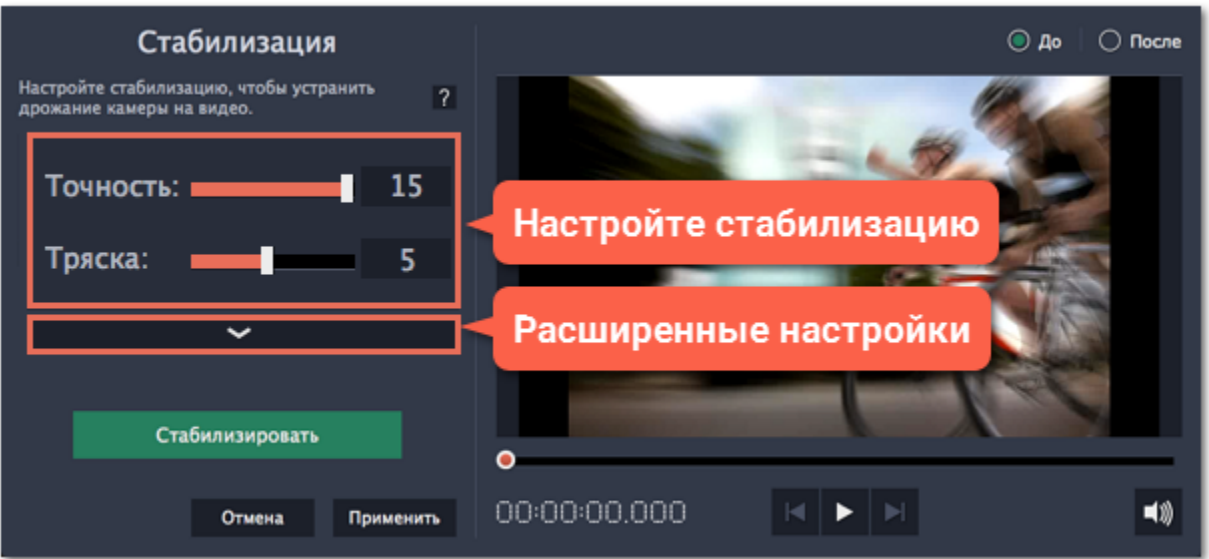 Стабилизация
Настройте стабилизацию, чтобы устранить
дрожание камеры на видео.
?
Точность: 15
Тряска: 5
Стабилизировать
Отмена
Применить
До
После
Настройте стабилизацию
Расширенные настройки
00:00:00.000